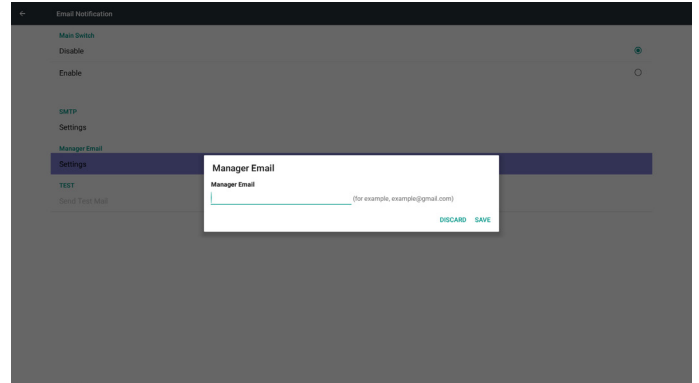 Email Notification
Main Switch
Disable
Enable
SMTP
Settings
Manager Email
Settings
TEST
Send Test Mail
Manager Email
Manager Email
(for example, example@gmail.com)
DISCARD SAVE